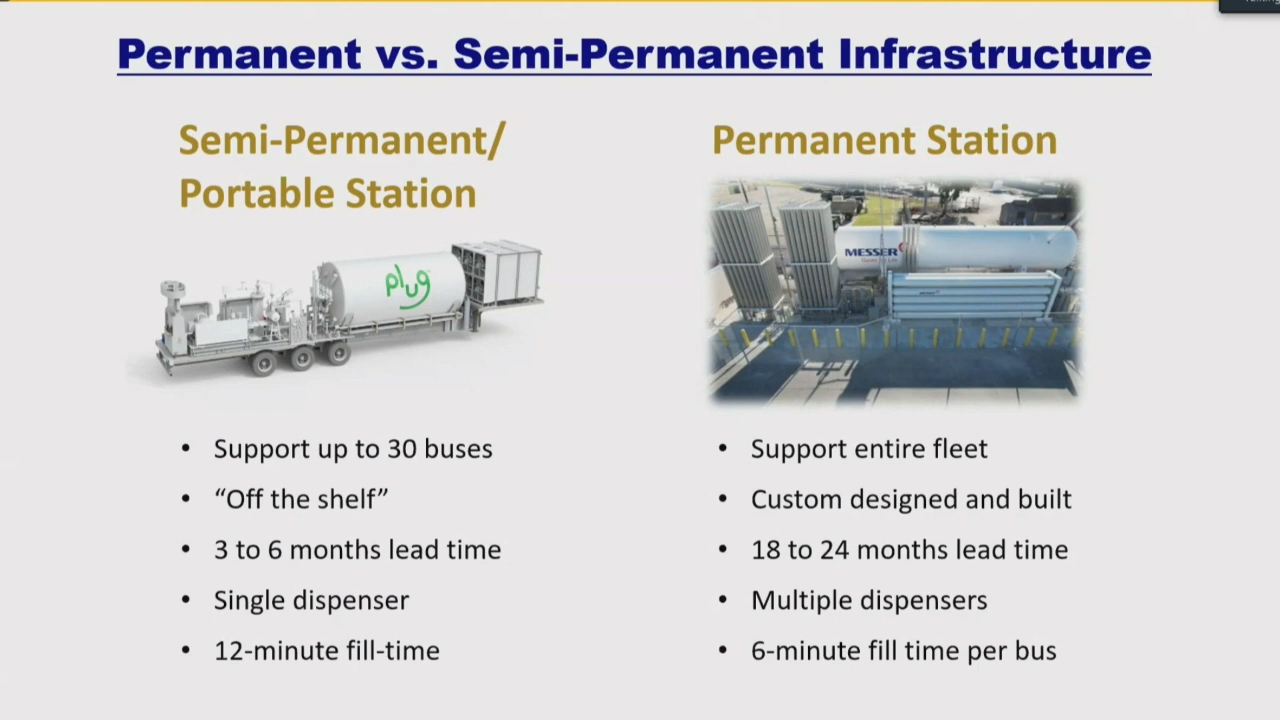 Permanent vs. Semi-Permanent Infrastructure
Semi-Permanent/
Portable Station
plug
• Support up to 30 buses
• “Off the shelf”
• 3 to 6 months lead time
• Single dispenser
• 12-minute fill-time
Permanent Station
MESSER
• Support entire fleet
• Custom designed and built
• 18 to 24 months lead time
• Multiple dispensers
• 6-minute fill time per bus